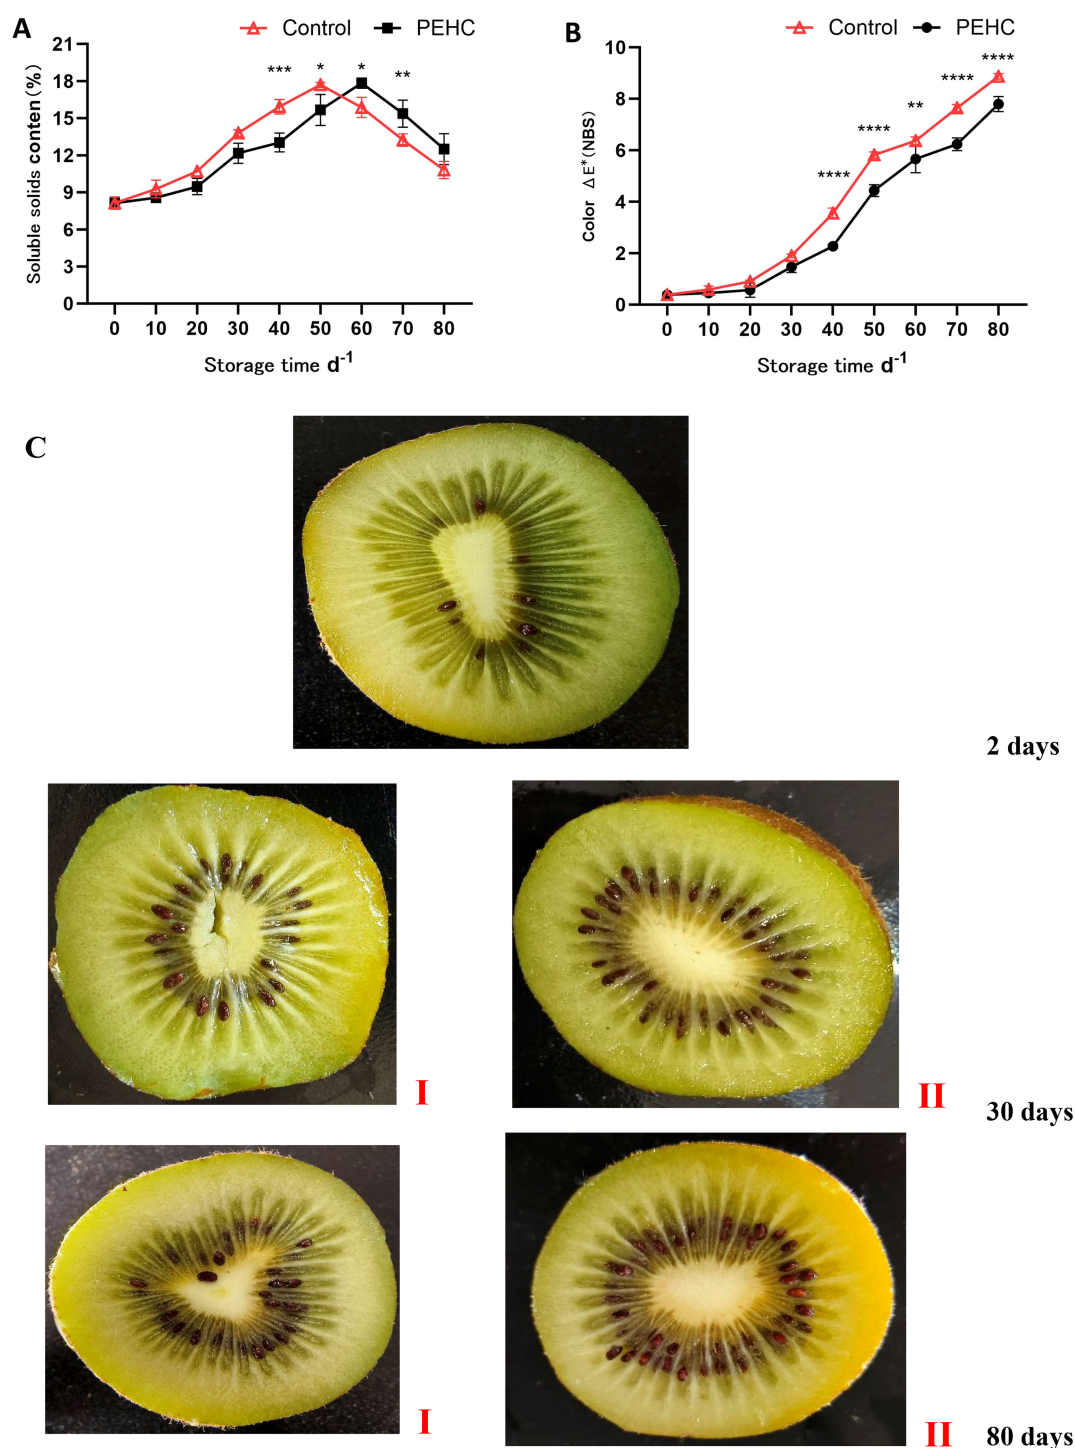 A
Control
PEHC
Soluble solids conten(%)
21
18
15
12
9
6
3
0
***
*
*
**
0 10 20 30 40 50 60 70 80
Storage time d-1
B
Control
PEHC
Color ΔE*(NBS)
10
8
6
4
2
0
****
****
**
****
****
0 10 20 30 40 50 60 70 80
Storage time d-1
C
2 days
I
II
30 days
I
II
80 days